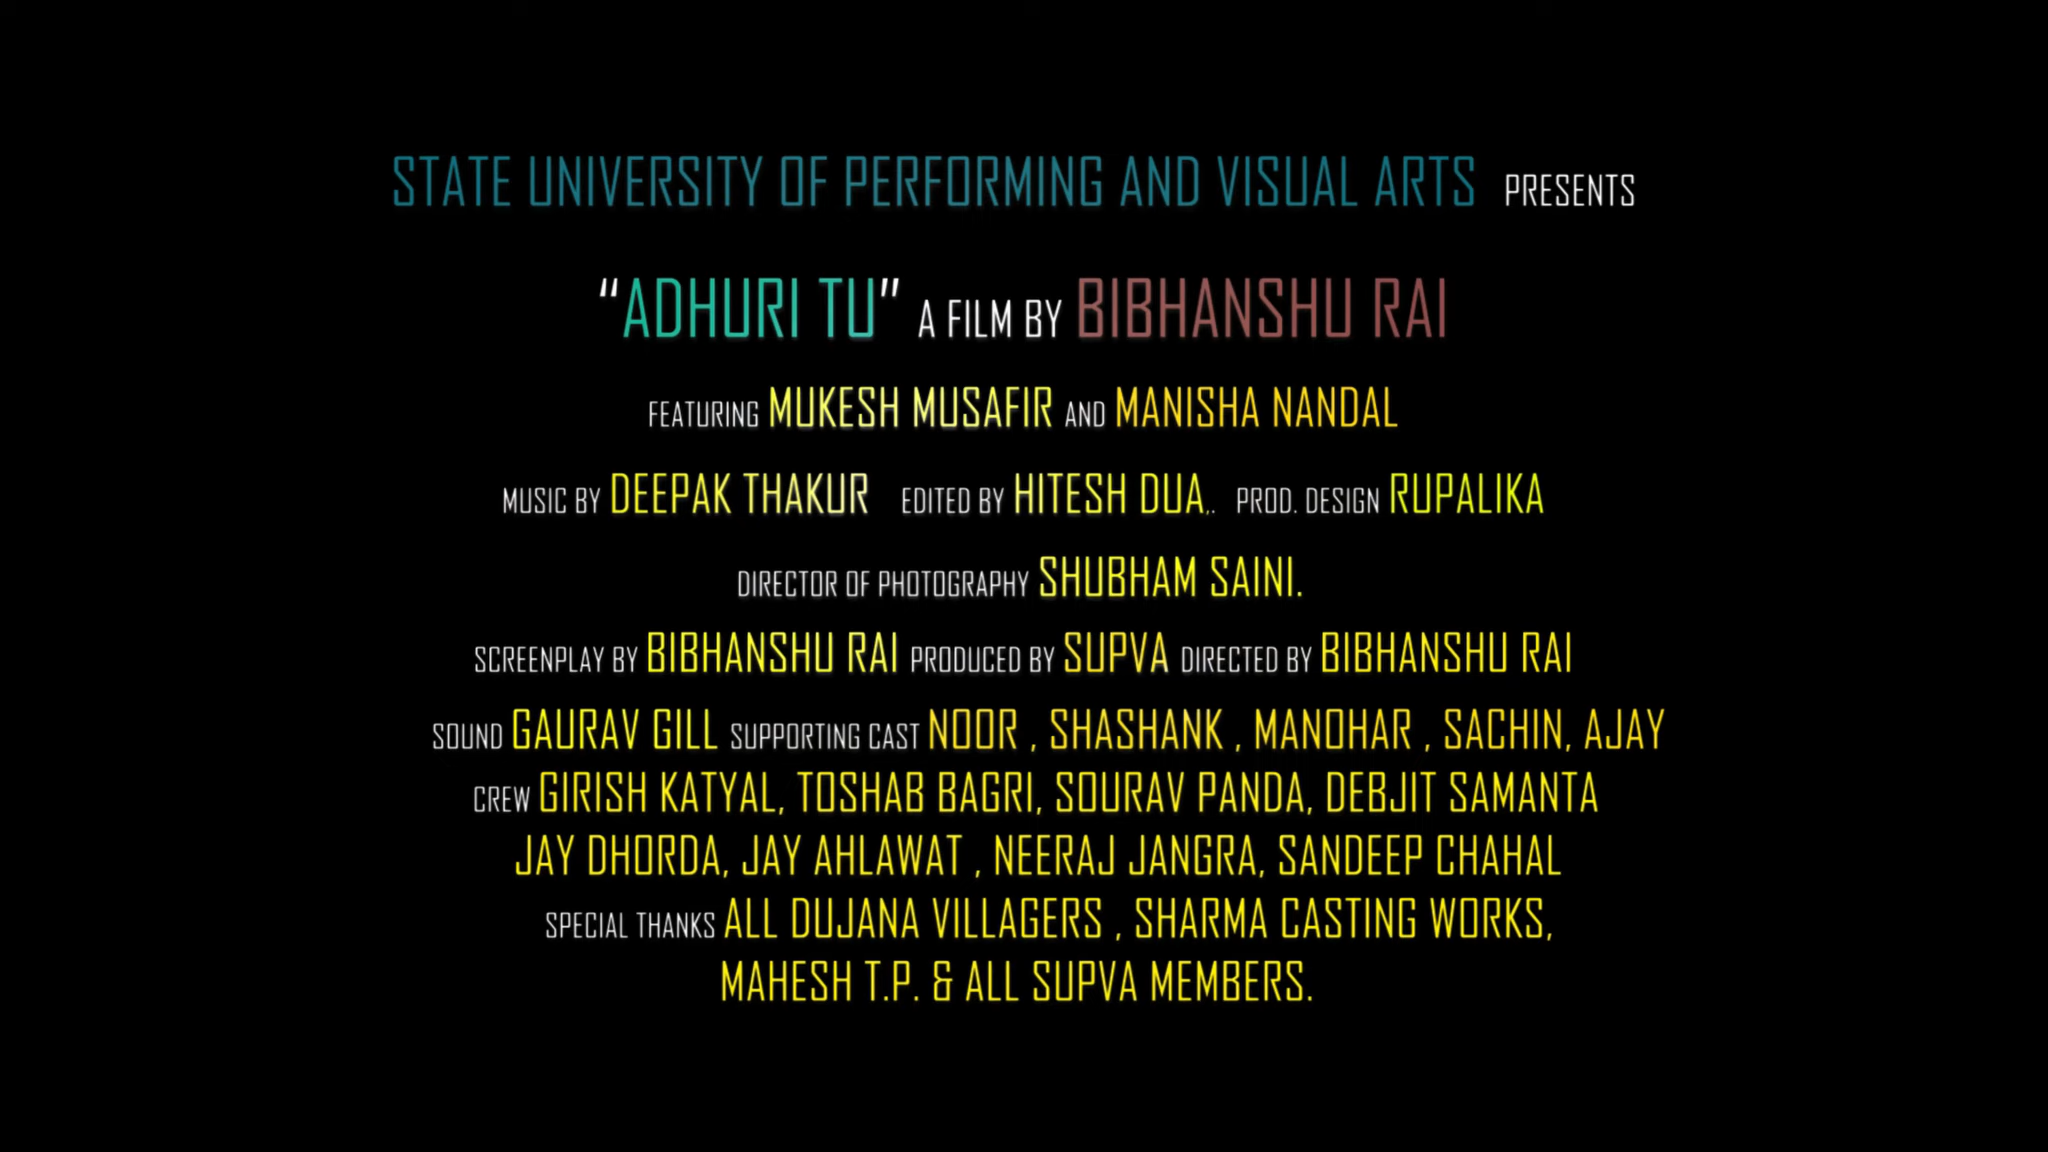 STATE UNIVERSITY OF PERFORMING AND VISUAL ARTS PRESENTS
“ADHURI TU” A FILM BY BIBHANSHU RAI
FEATURING MUKESH MUSAFIR AND MANISHA NANDAL
MUSIC BY DEEPAK THAKUR EDITED BY HITESH DUA,. PROD. DESIGN RUPALIKA
DIRECTOR OF PHOTOGRAPHY SHUBHAM SAINI.
SCREENPLAY BY BIBHANSHU RAI PRODUCED BY SUPVA DIRECTED BY BIBHANSHU RAI
SOUND GAURAV GILL SUPPORTING CAST NOOR , SHASHANK , MANOHAR , SACHIN, AJAY
CREW GIRISH KATYAL, TOSHAB BAGRI, SOURAV PANDA, DEBJIT SAMANTA
JAY DHORDA, JAY AHLAWAT , NEERAJ JANGRA, SANDEEP CHAHAL
SPECIAL THANKS ALL DUJANA VILLAGERS , SHARMA CASTING WORKS,
MAHESH T.P. & ALL SUPVA MEMBERS.